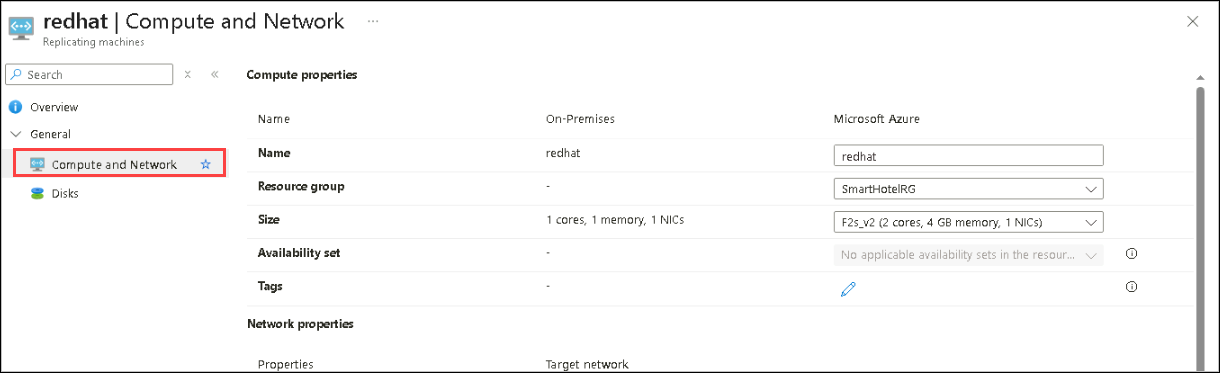 redhat | Compute and Network ...
Replicating machines
Search
Overview
General
Compute and Network
Disks
Compute properties
Name On-Premises Microsoft Azure
Name redhat redhat
Resource group - SmartHotelRG
Size 1 cores, 1 memory, 1 NICs F2s_v2 (2 cores, 4 GB memory, 1 NICs)
Availability set - No applicable availability sets in the resour...
Tags -
Network properties
Properties Target network